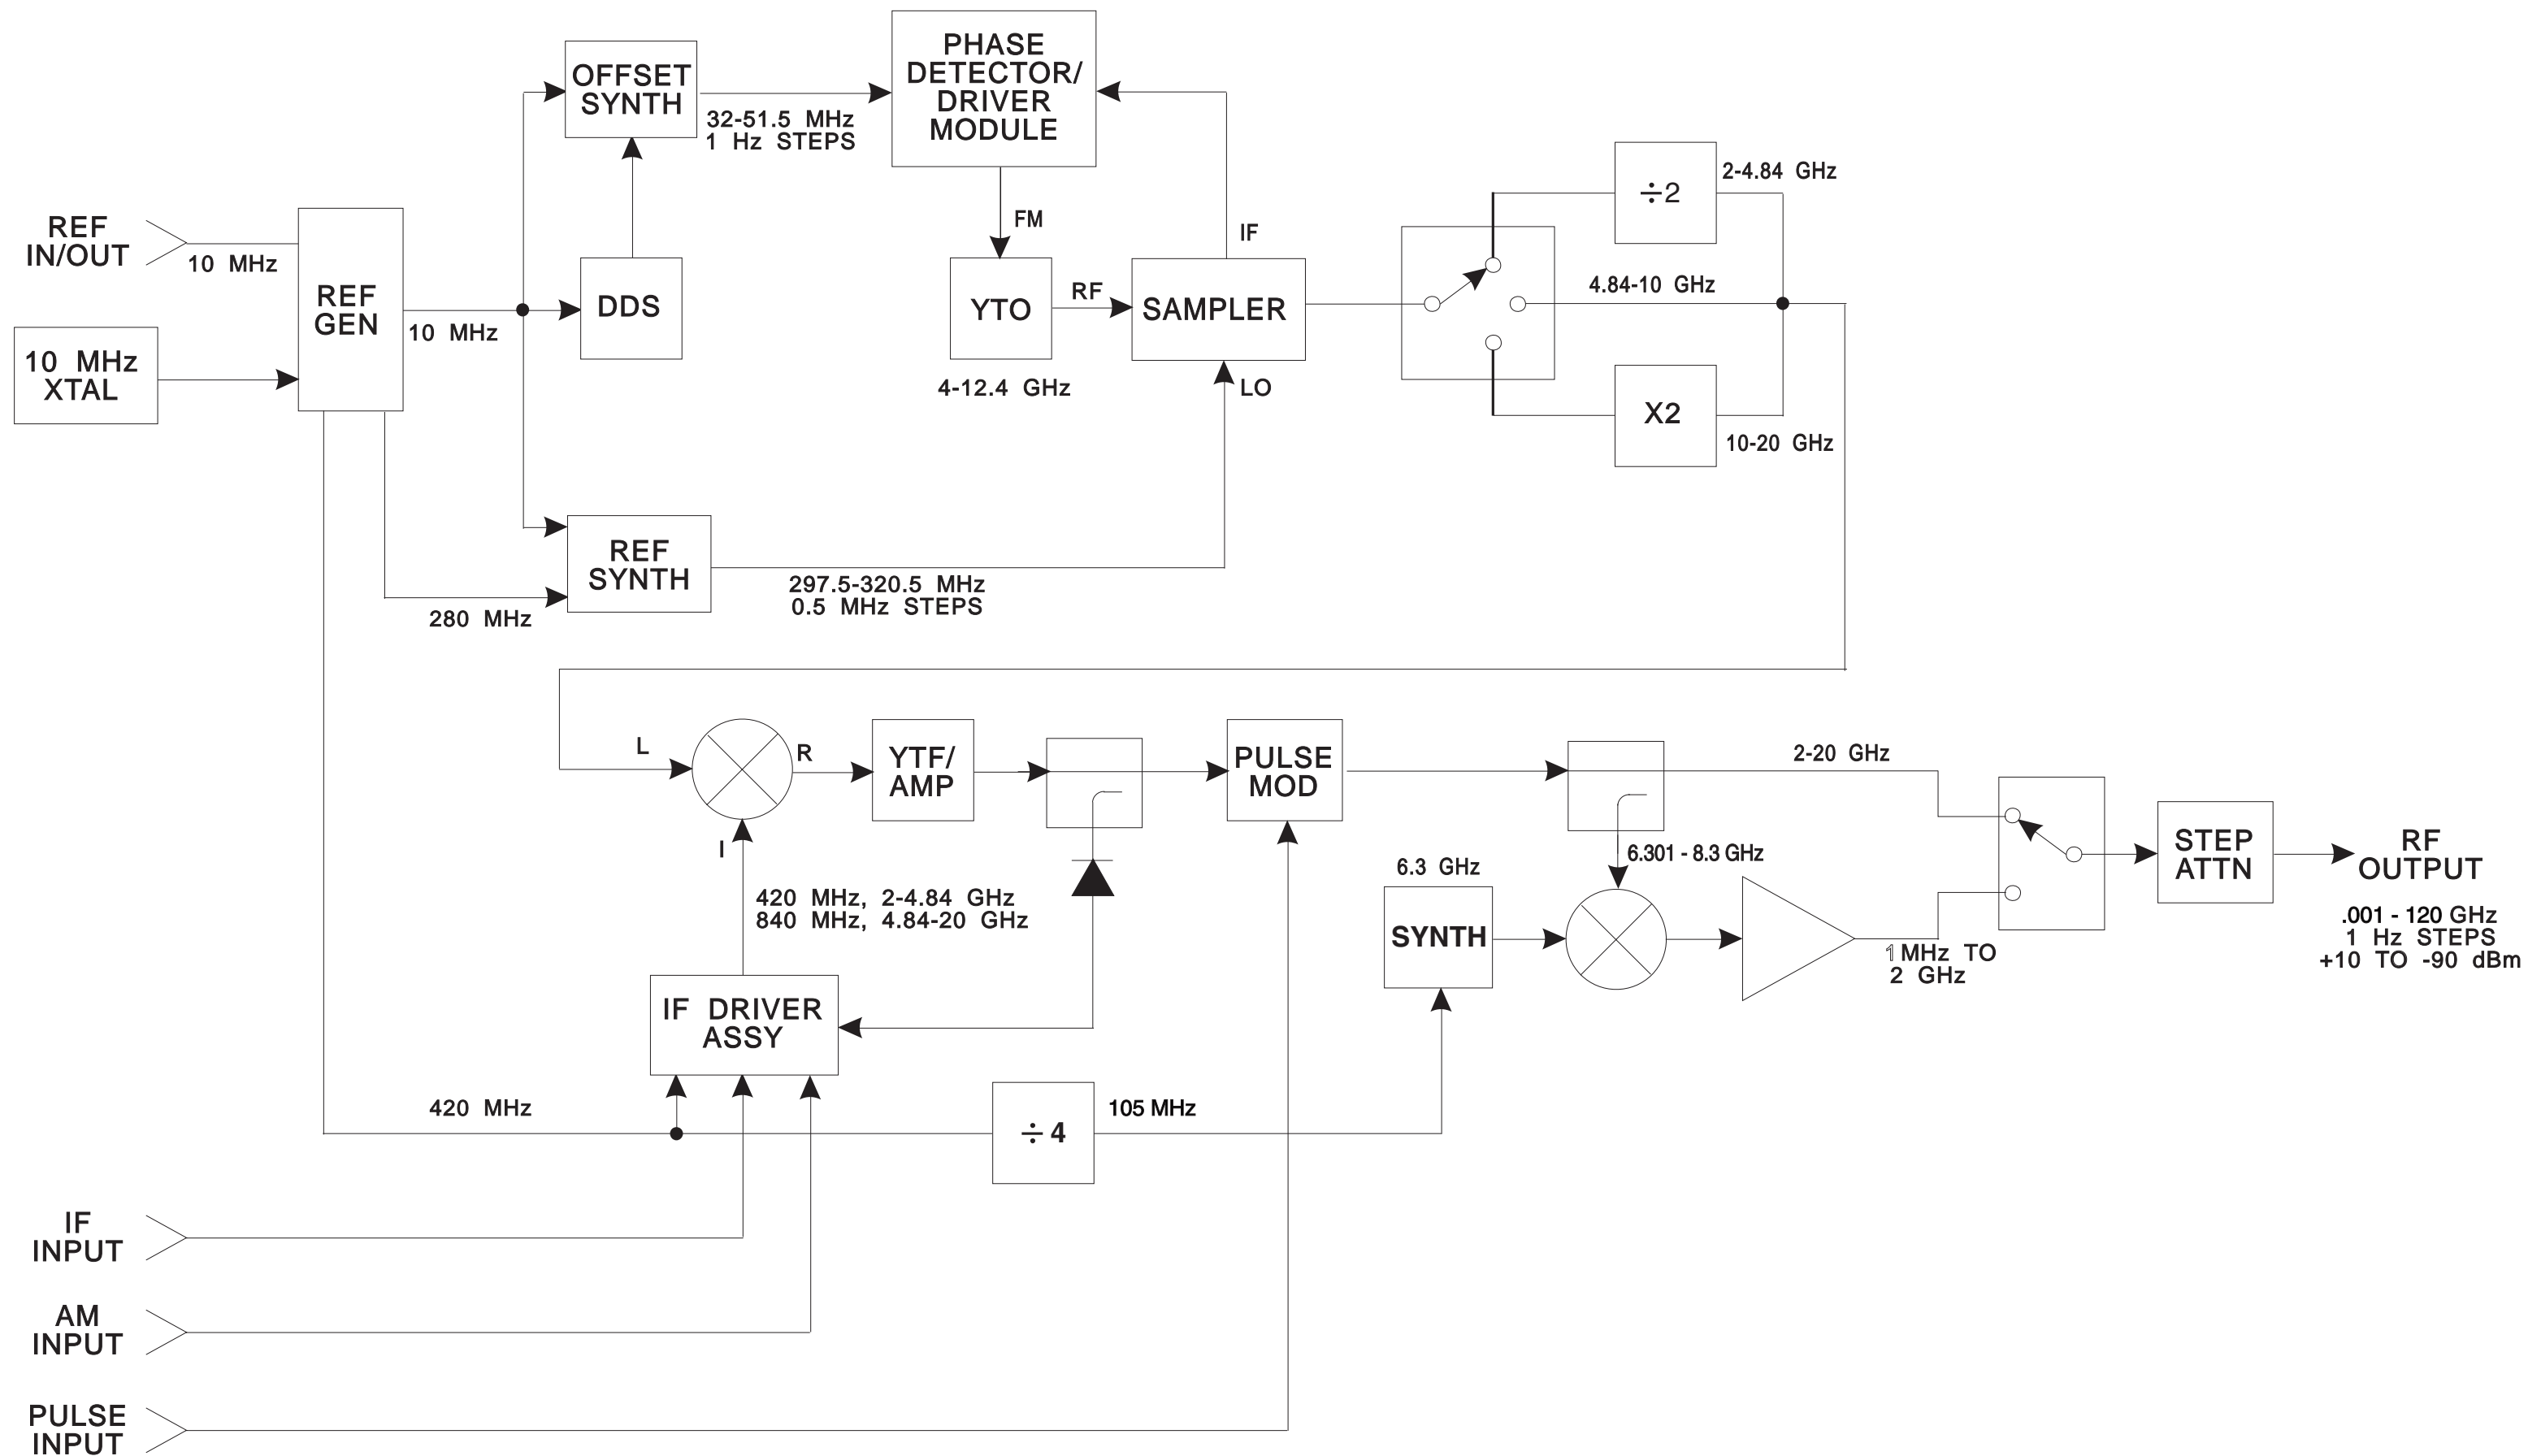 OFFSET
SYNTH
32-51.5 MHz
1 Hz STEPS
PHASE
DETECTOR/
DRIVER
MODULE
÷2
2-4.84 GHz
REF
IN/OUT
10 MHz
REF
GEN
10 MHz
DDS
FM
YTO
4-12.4 GHz
RF
IF
SAMPLER
LO
4.84-10 GHz
10 MHz
XTAL
X2
10-20 GHz
REF
SYNTH
280 MHz
297.5-320.5 MHz
0.5 MHz STEPS
L
R
I
YTF/
AMP
PULSE
MOD
2-20 GHz
6.301 - 8.3 GHz
6.3 GHz
SYNTH
1 MHz TO
2 GHz
STEP
ATTN
RF
OUTPUT
.001 - 120 GHz
1 Hz STEPS
+10 TO -90 dBm
420 MHz, 2-4.84 GHz
840 MHz, 4.84-20 GHz
IF DRIVER
ASSY
420 MHz
÷4
105 MHz
IF
INPUT
AM
INPUT
PULSE
INPUT